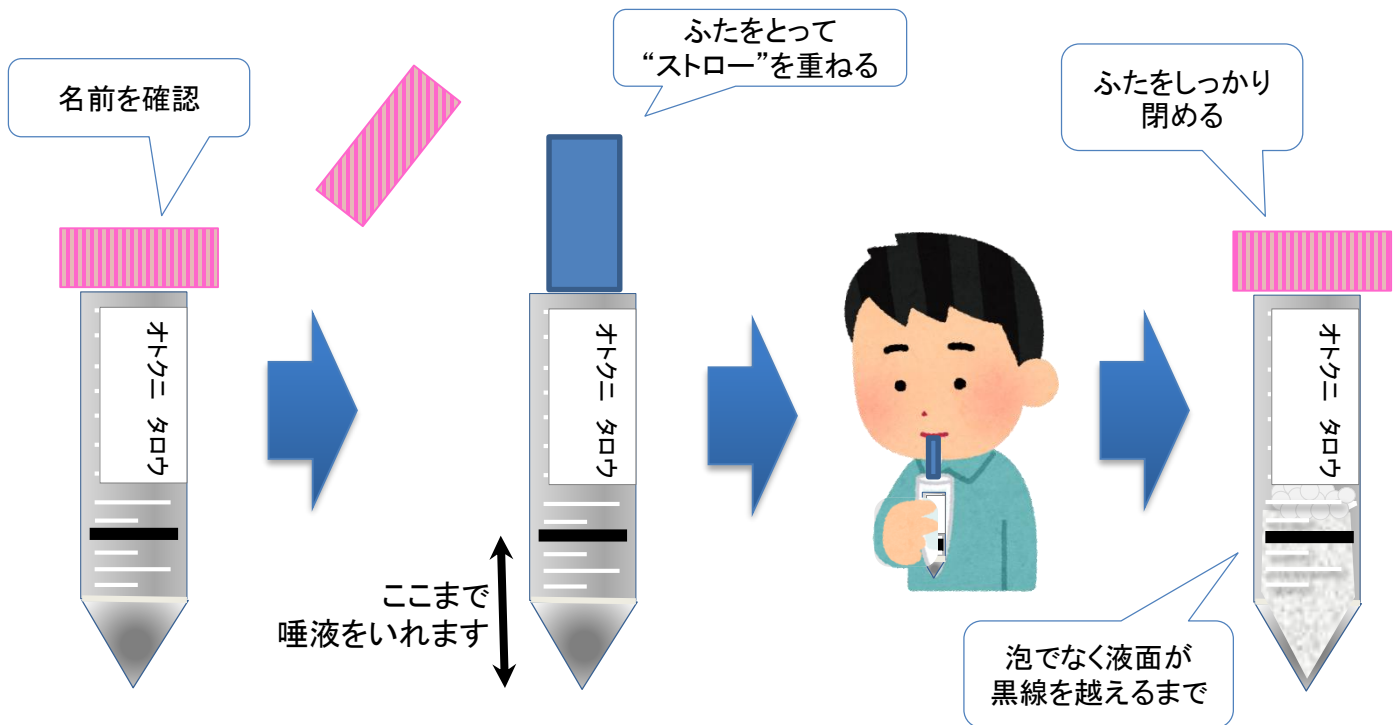 名前を確認
オトクニ　タロウ
ふたをとって
“ストロー”を重ねる
オトクニ　タロウ
ここまで
唾液をいれます
ふたをしっかり
閉める
オトクニ　タロウ
泡でなく液面が
黒線を越えるまで